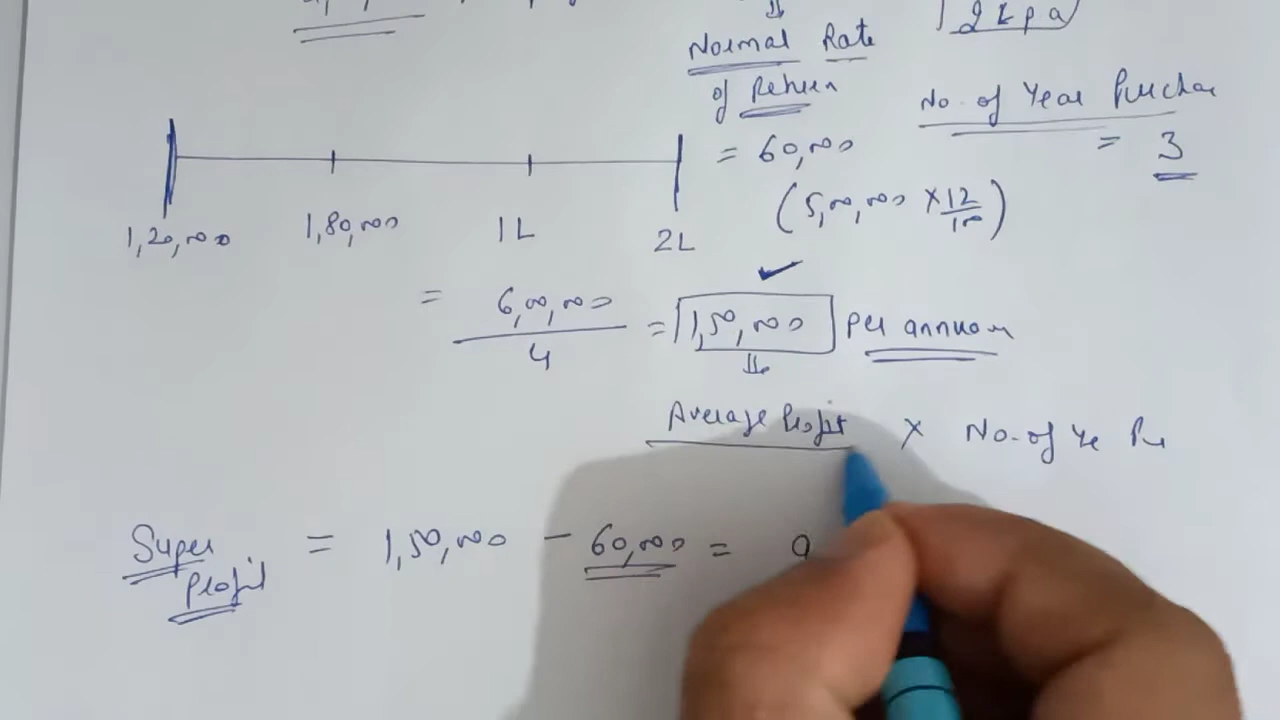 12% pa
Normal Rate
of Return
No. of Year Purchase
= 60,000
= 3
(5,00,000 × 12/100)
1,20,000 1,80,000 1L 2L
= 6,00,000/4 = 1,50,000 per annum
Average Profit × No. of Ye Pu
Super Profit = 1,50,000 - 60,000 = 9